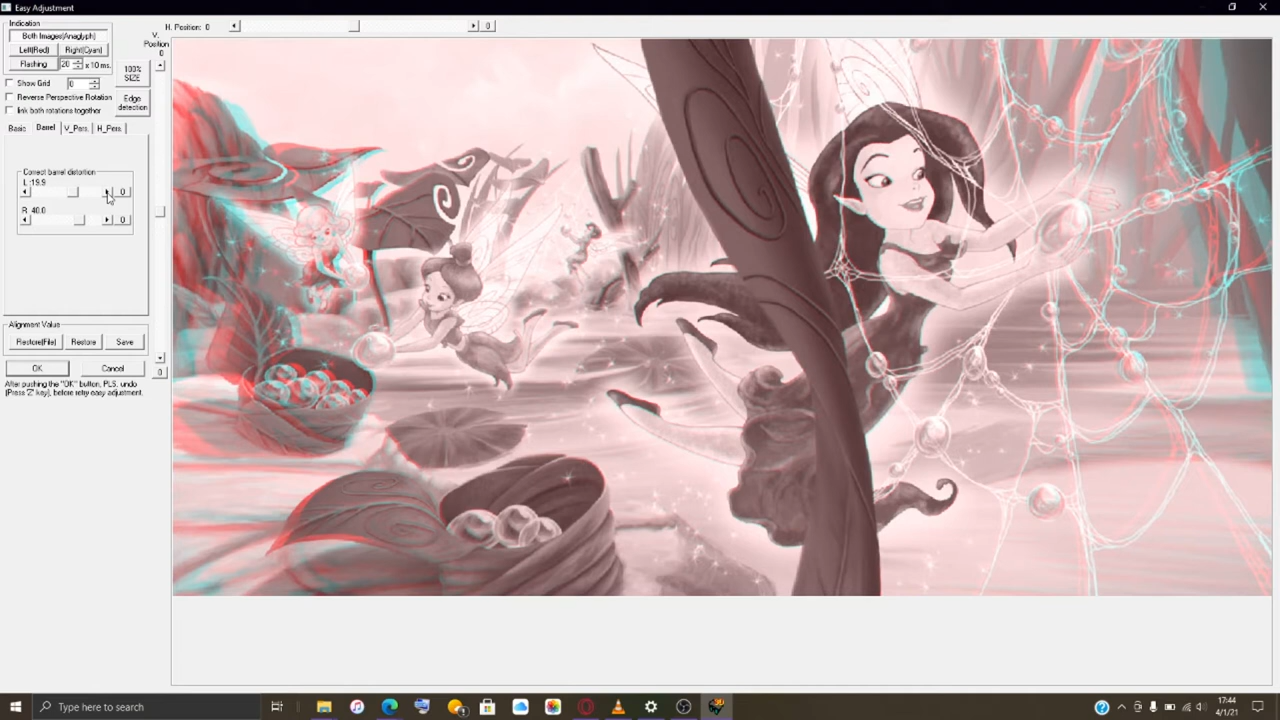 Easy Adjustment
Indication
Both Images(Anaglyph)
Left(Red) Right(Cyan)
Flashing 20 x 10 ms.
V. Position 0
H. Position: 0 0
Show Grid 0
100% SIZE
Reverse Perspective Rotation
link both rotations together
Edge detection
Basic Barrel V_Pers. H_Pers.
Correct barrel distortion
L :19.9
0
R :40.0
0
Alignment Value
Restore(File) Restore Save
OK Cancel
0
After pushing the "OK" button, PLS, undo
(Press 'Z' key), before retry easy adjustment.
Type here to search
17:44
4/1/21